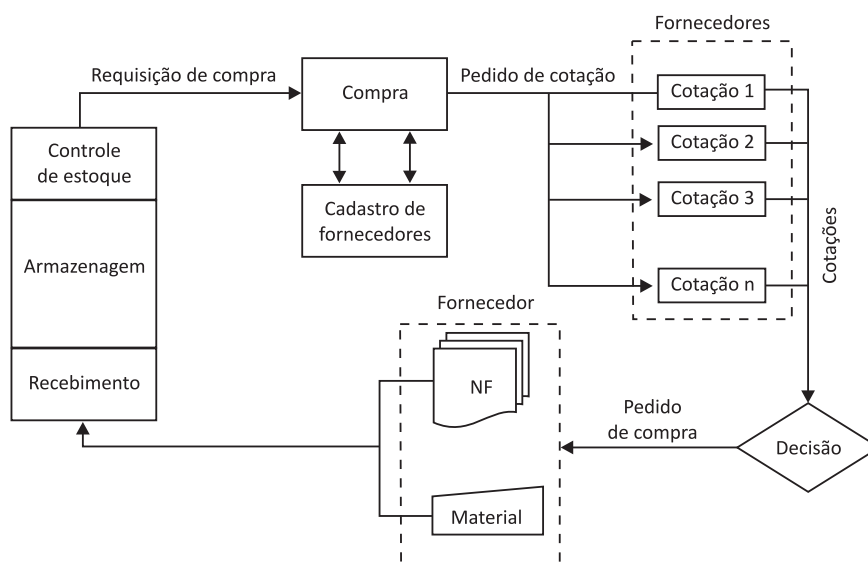 Fornecedores
Requisição de compra
Compra
Pedido de cotação
Cotação 1
Cotação 2
Cotação 3
Cotação n
Cotações
Controle
de estoque
Armazenagem
Recebimento
Cadastro de
fornecedores
Fornecedor
NF
Material
Pedido
de compra
Decisão